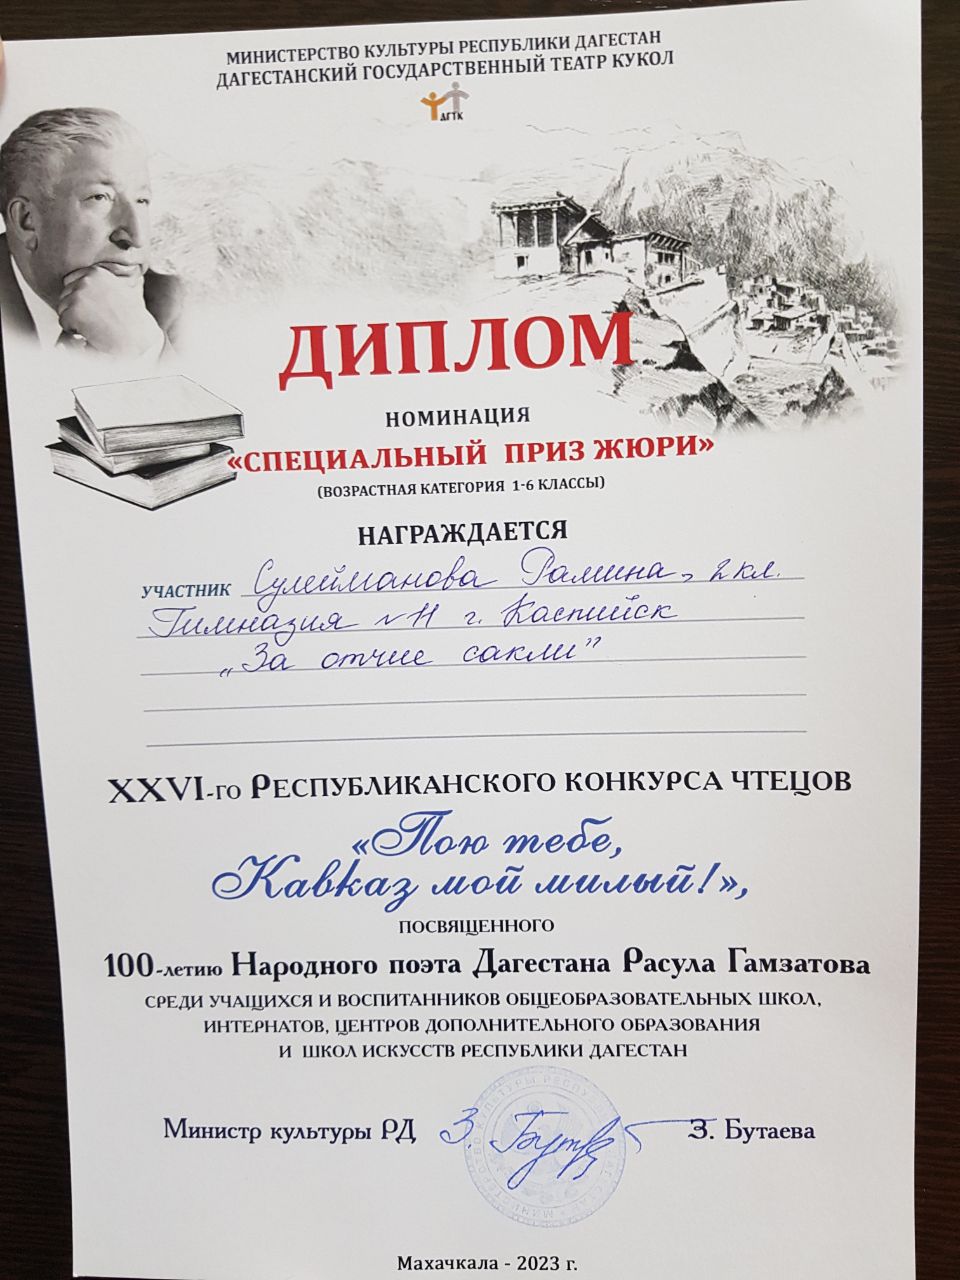 МИНИСТЕРСТВО КУЛЬТУРЫ РЕСПУБЛИКИ ДАГЕСТАН
ДАГЕСТАНСКИЙ ГОСУДАРСТВЕННЫЙ ТЕАТР КУКОЛ
ДГТК
ДИПЛОМ
НОМИНАЦИЯ
«СПЕЦИАЛЬНЫЙ ПРИЗ ЖЮРИ»
(ВОЗРАСТНАЯ КАТЕГОРИЯ 1-6 КЛАССЫ)
НАГРАЖДАЕТСЯ
УЧАСТНИК Сулейманова Рамина, 2 кл.
Гимназия №11 г. Каспийск
„За отчие сакли"
XXVI-го Республиканского конкурса чтецов
«Пою тебе,
Кавказ мой милый!»,
посвященного
100-летию Народного поэта Дагестана Расула Гамзатова
среди учащихся и воспитанников общеобразовательных школ,
интернатов, центров дополнительного образования
и школ искусств Республики Дагестан
Министр культуры РД З. Бутаева
Махачкала - 2023 г.